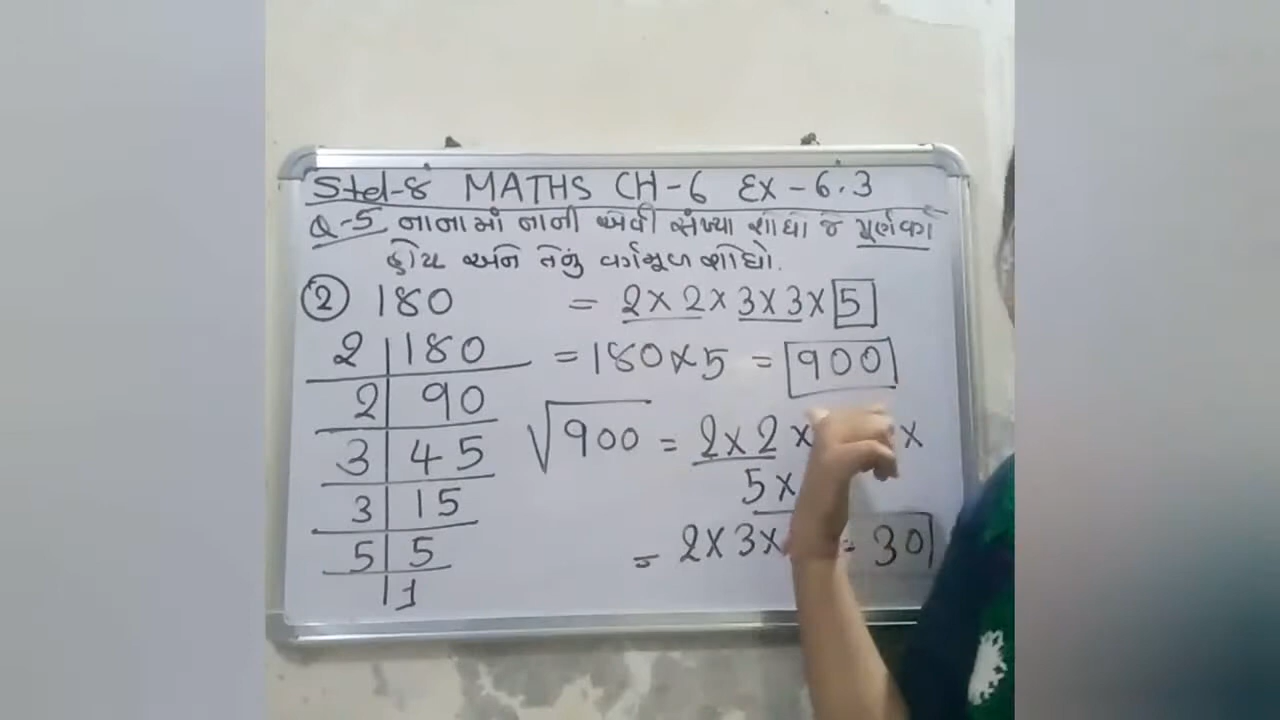 Std-8 MATHS CH-6 EX-6.3
Q-5 નાનામાં નાની એવી સંખ્યા શોધો જે પૂર્ણવર્ગ
હોય અને તેનું વર્ગમૂળ શોધો.
② 180 = 2×2×3×3×5
2 | 180 = 180×5 = 900
2 | 90
√900 = 2×2× ×
3 | 45
5×
3 | 15
= 2×3× = 30
5 | 5
1